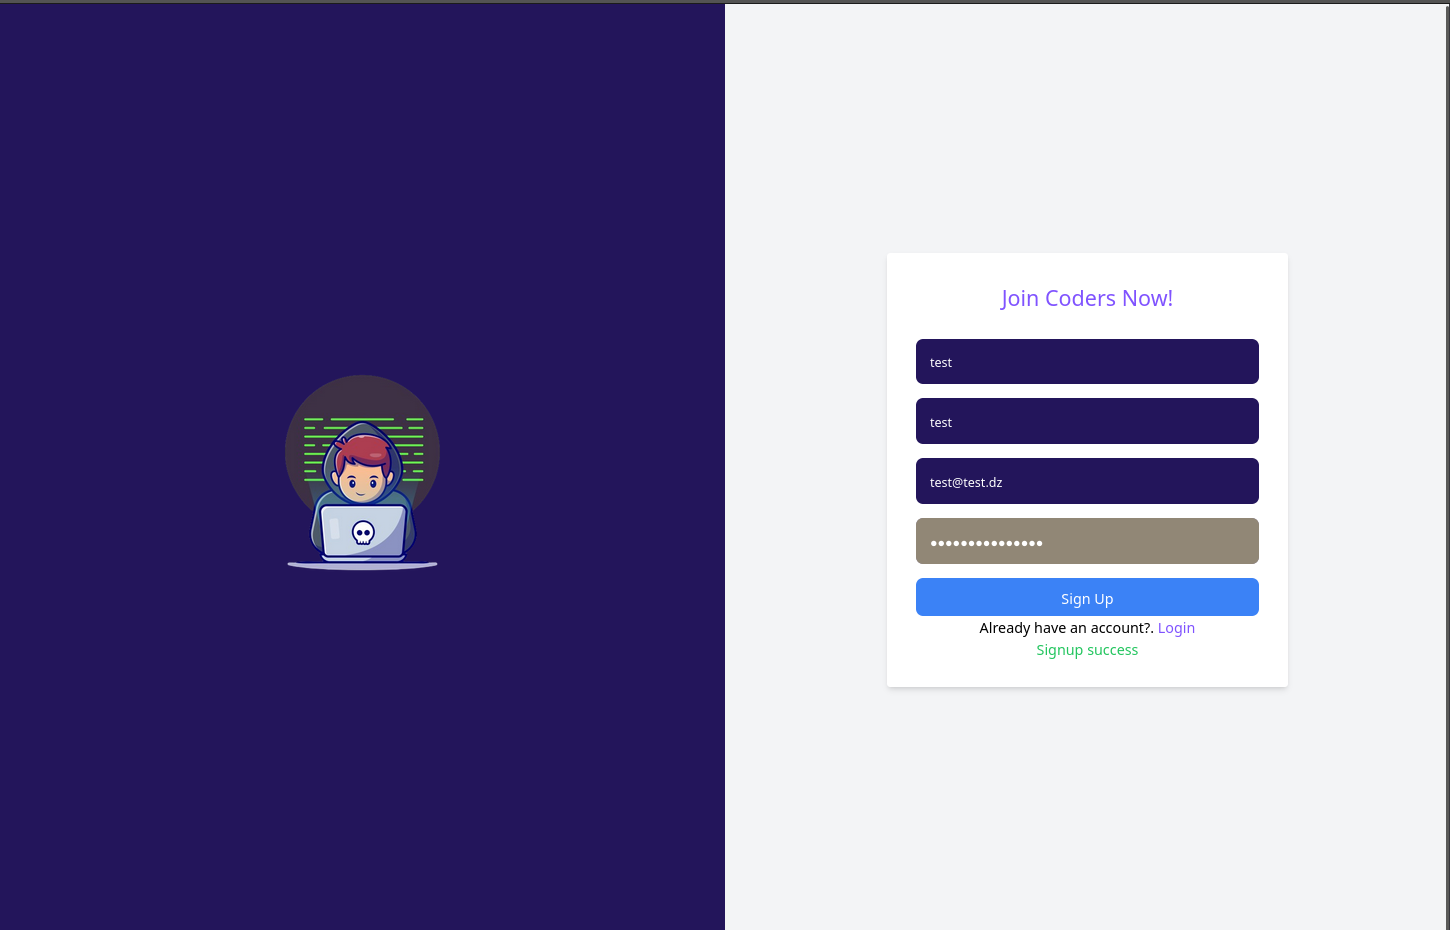 Join Coders Now!
test
test
test@test.dz
●●●●●●●●●●●●●●●
Sign Up
Already have an account?. Login
Signup success